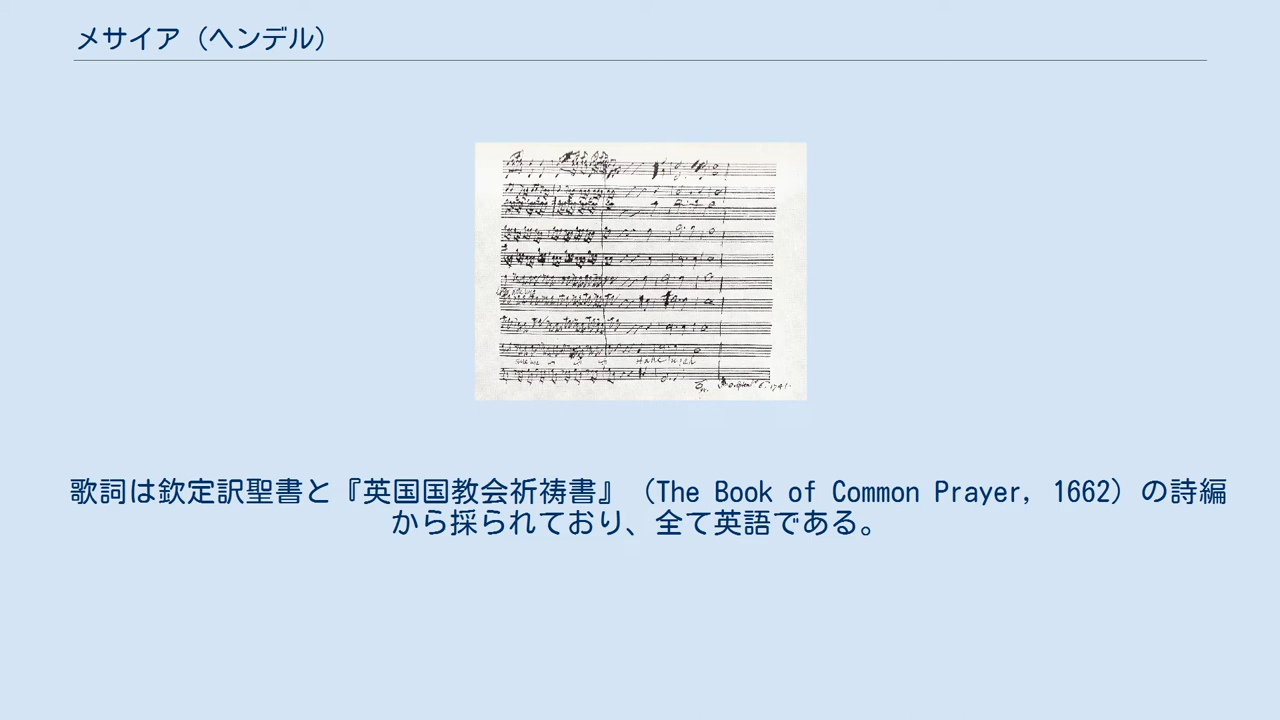 メサイア（ヘンデル）
歌詞は欽定訳聖書と『英国国教会祈祷書』（The Book of Common Prayer, 1662）の詩編
から採られており、全て英語である。